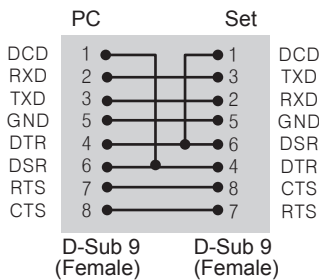 PC Set
DCD 1 1 DCD
RXD 2 3 TXD
TXD 3 2 RXD
GND 5 5 GND
DTR 4 6 DSR
DSR 6 4 DTR
RTS 7 8 CTS
CTS 8 7 RTS
D-Sub 9 D-Sub 9
(Female) (Female)